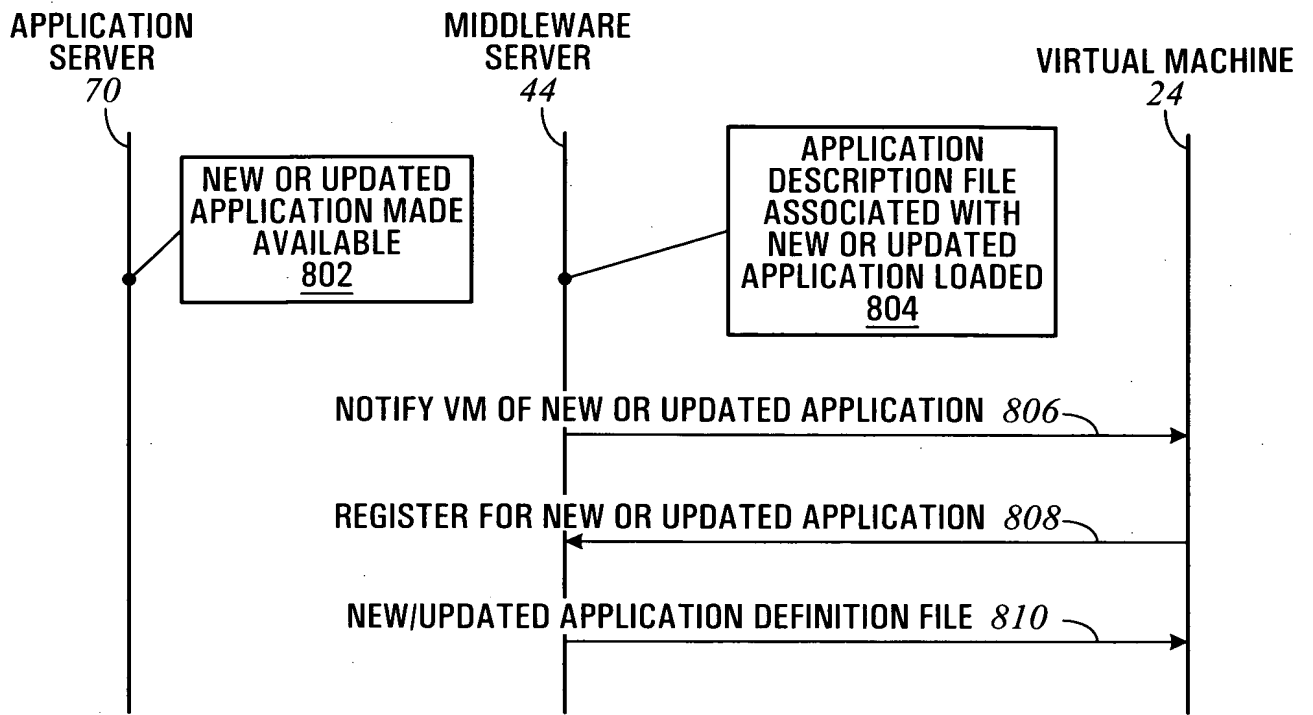 APPLICATION
SERVER
70
MIDDLEWARE
SERVER
44
VIRTUAL MACHINE
24
NEW OR UPDATED
APPLICATION MADE
AVAILABLE
802
APPLICATION
DESCRIPTION FILE
ASSOCIATED WITH
NEW OR UPDATED
APPLICATION LOADED
804
NOTIFY VM OF NEW OR UPDATED APPLICATION 806
REGISTER FOR NEW OR UPDATED APPLICATION 808
NEW/UPDATED APPLICATION DEFINITION FILE 810